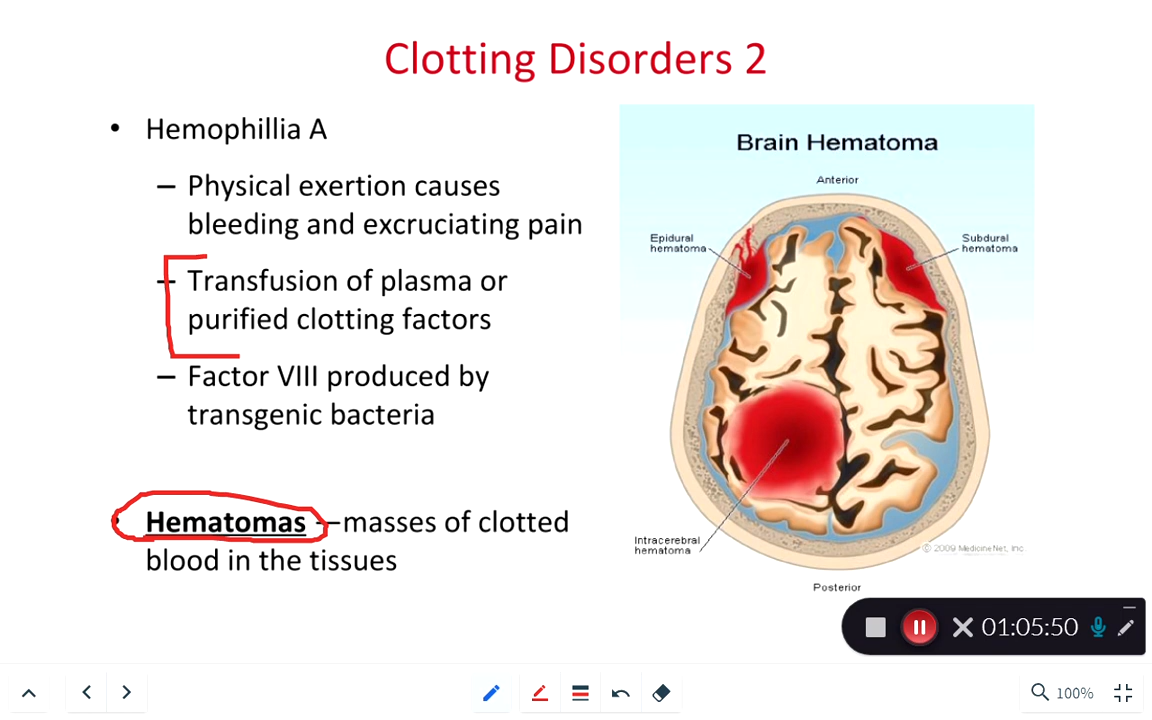 Clotting Disorders 2
• Hemophillia A
– Physical exertion causes
bleeding and excruciating pain
– Transfusion of plasma or
purified clotting factors
– Factor VIII produced by
transgenic bacteria
• Hematomas—masses of clotted
blood in the tissues
Brain Hematoma
Anterior
Epidural
hematoma
Subdural
hematoma
Intracerebral
hematoma
© 2009 MedicineNet, Inc.
Posterior
01:05:50
100%